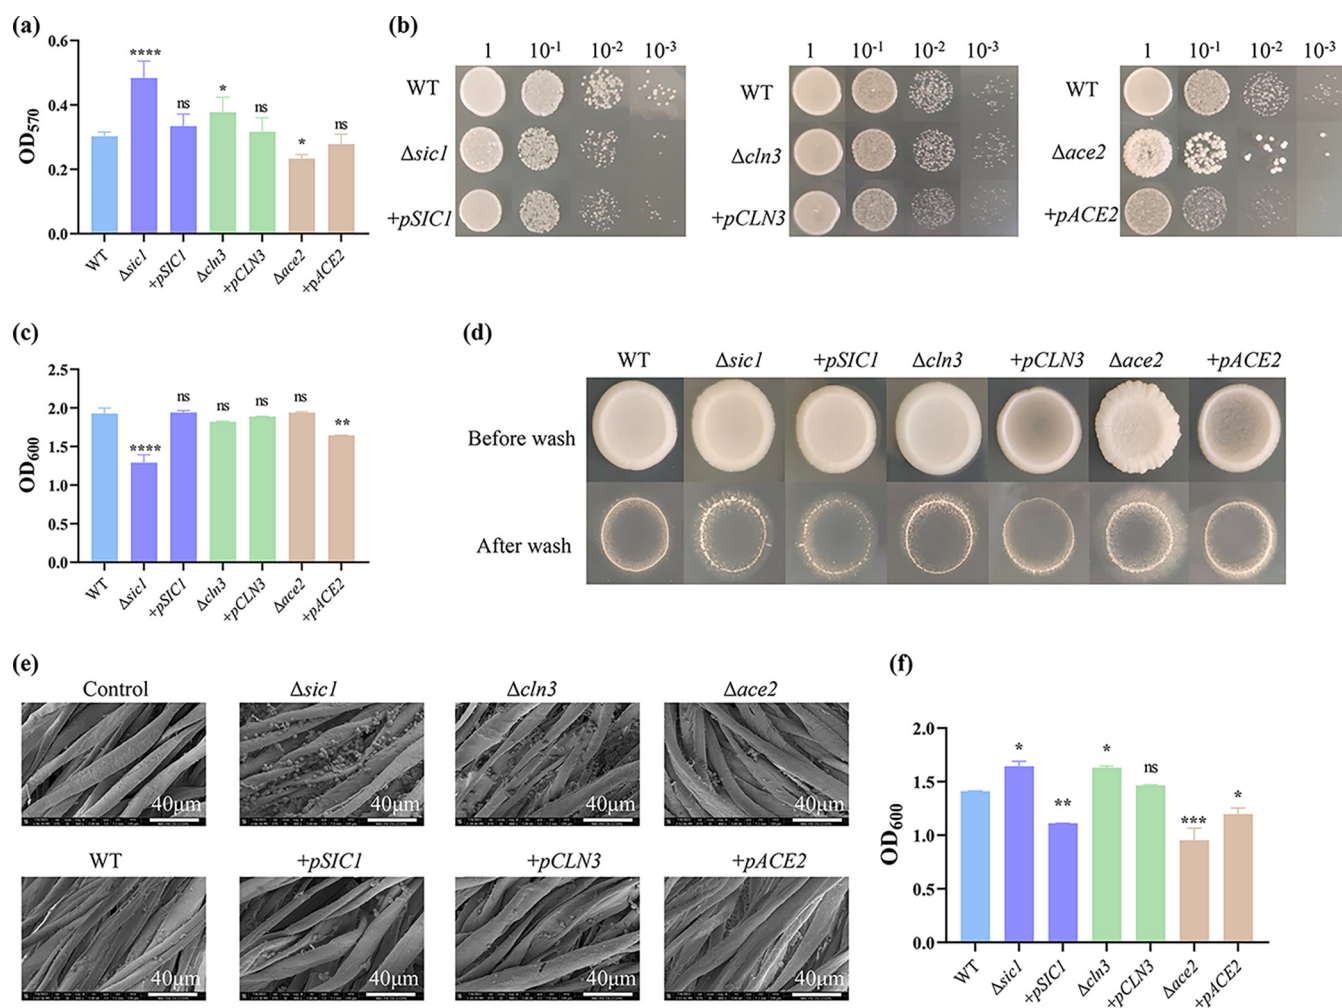 (a)
0.6
0.4
0.2
0.0
OD570
****
ns
*
ns
*
ns
WT
Δsic1
+pSIC1
Δcln3
+pCLN3
Δace2
+pACE2
(b)
1 10-1 10-2 10-3
WT
Δsic1
+pSIC1
1 10-1 10-2 10-3
WT
Δcln3
+pCLN3
1 10-1 10-2 10-3
WT
Δace2
+pACE2
(c)
2.5
2.0
1.5
1.0
0.5
0.0
OD600
****
ns
ns
ns
ns
**
WT
Δsic1
+pSIC1
Δcln3
+pCLN3
Δace2
+pACE2
(d)
WT Δsic1 +pSIC1 Δcln3 +pCLN3 Δace2 +pACE2
Before wash
After wash
(e)
Control Δsic1 Δcln3 Δace2
40μm 40μm 40μm 40μm
WT +pSIC1 +pCLN3 +pACE2
40μm 40μm 40μm 40μm
(f)
2.0
1.5
1.0
0.5
0.0
OD600
*
**
*
ns
***
*
WT
Δsic1
+pSIC1
Δcln3
+pCLN3
Δace2
+pACE2